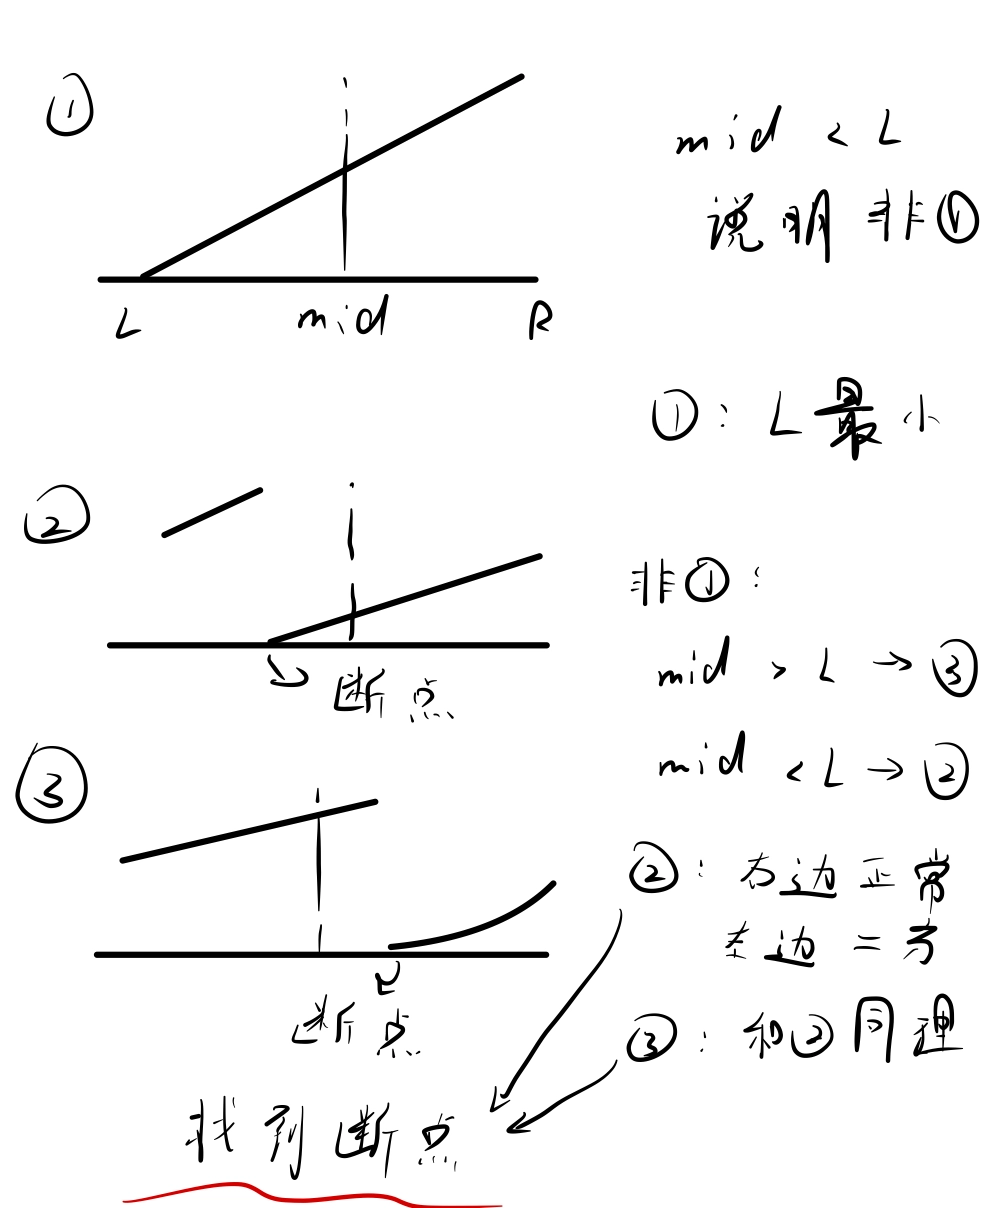 ①
mid < L
说明非①
L mid R
①: L最小
②
非①:
mid > L → ③
断点
mid < L → ②
③
②: 右边正常
左边二分
断点
③: 和②同理
找到断点